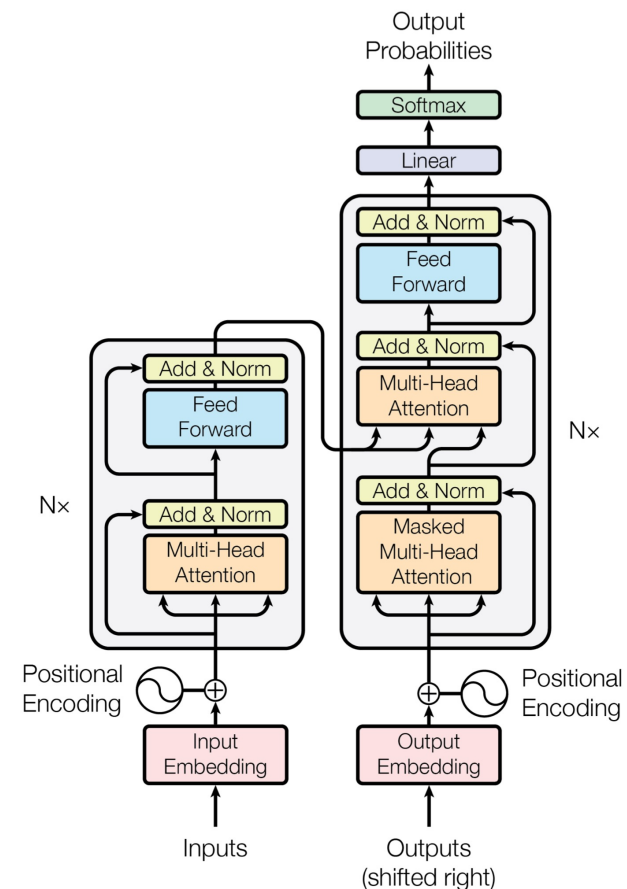 Output
Probabilities
Softmax
Linear
Add & Norm
Feed
Forward
Add & Norm
Multi-Head
Attention
Add & Norm
Masked
Multi-Head
Attention
N×
Add & Norm
Feed
Forward
Add & Norm
Multi-Head
Attention
N×
Positional
Encoding
Positional
Encoding
Input
Embedding
Output
Embedding
Inputs
Outputs
(shifted right)